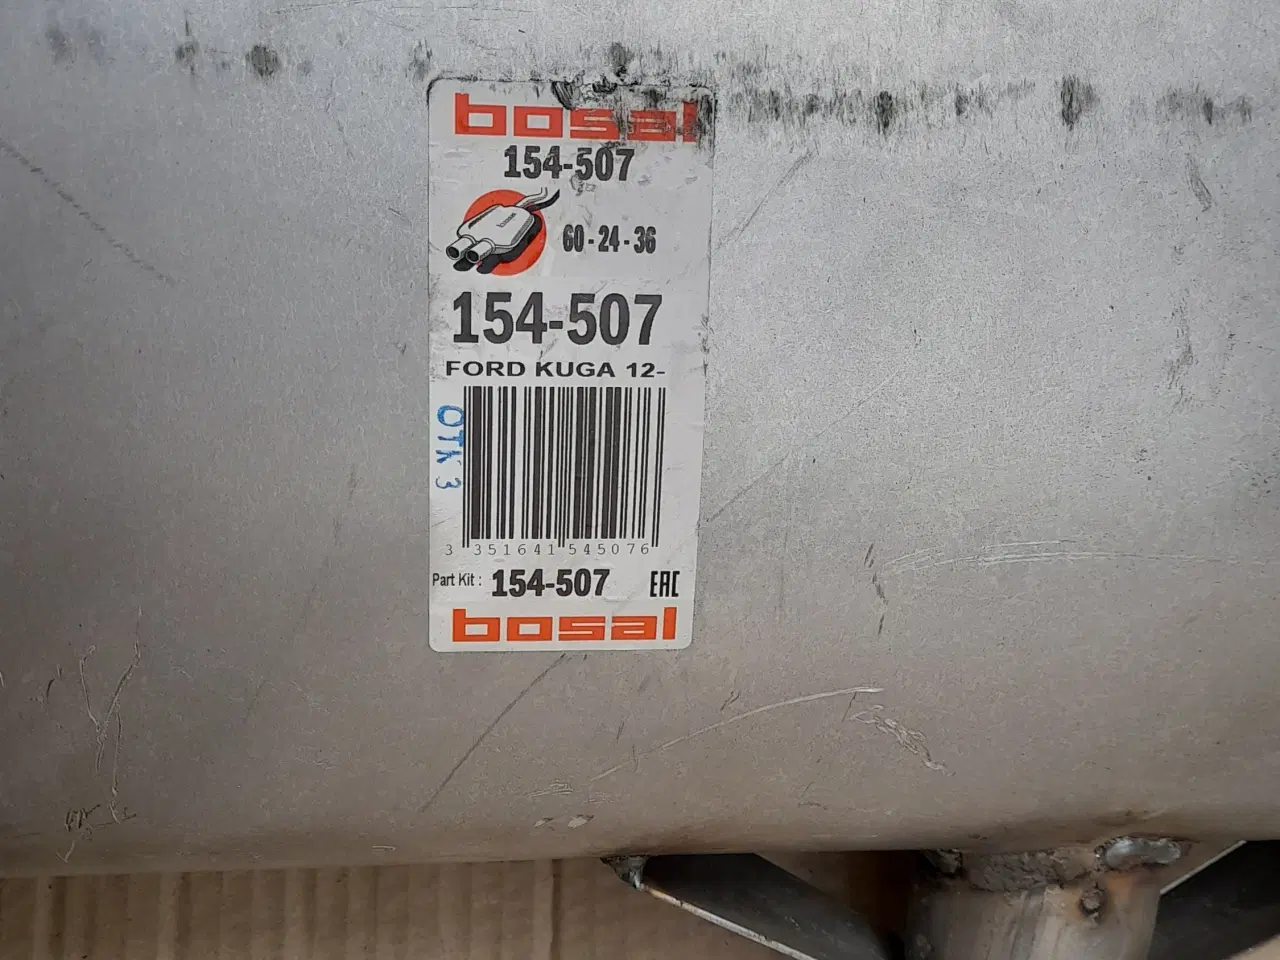 bosal
154-507
60-24-36
154-507
FORD KUGA 12-
ОТК 3
3 351641 545076
Part Kit: 154-507 EAC
bosal